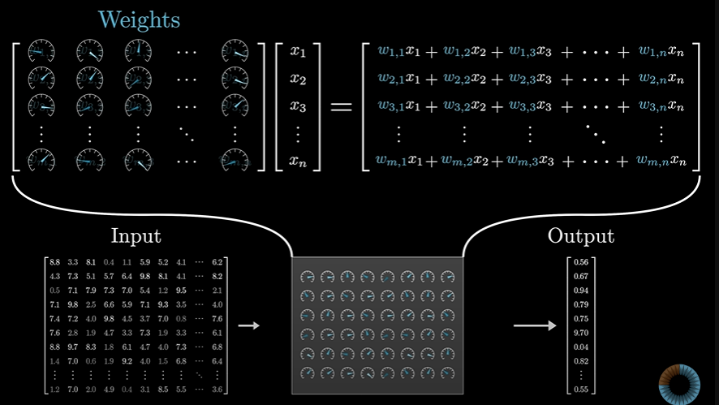 Weights
x₁
x₂
x₃
⋮
xₙ
=
w₁,₁x₁ + w₁,₂x₂ + w₁,₃x₃ + ⋯ + w₁,ₙxₙ
w₂,₁x₁ + w₂,₂x₂ + w₂,₃x₃ + ⋯ + w₂,ₙxₙ
w₃,₁x₁ + w₃,₂x₂ + w₃,₃x₃ + ⋯ + w₃,ₙxₙ
⋮ ⋮ ⋮ ⋱ ⋮
wₘ,₁x₁ + wₘ,₂x₂ + wₘ,₃x₃ + ⋯ + wₘ,ₙxₙ
Input
8.8 3.3 8.1 0.4 1.1 5.9 5.2 4.1 ⋯ 6.2
4.3 7.3 5.1 5.7 6.4 9.8 8.1 4.1 ⋯ 8.2
0.5 7.1 7.9 7.3 7.0 5.4 1.2 9.5 ⋯ 2.1
7.1 9.8 2.5 6.6 5.9 7.1 9.3 3.5 ⋯ 4.0
7.4 7.2 4.0 9.8 4.5 3.7 7.0 0.8 ⋯ 7.6
7.6 2.8 1.9 4.7 3.3 7.3 1.9 3.3 ⋯ 6.1
8.8 9.7 8.3 1.8 6.1 4.7 4.0 7.3 ⋯ 6.8
1.4 7.0 0.6 1.9 9.2 4.0 1.5 6.8 ⋯ 6.4
⋮ ⋮ ⋮ ⋮ ⋮ ⋮ ⋮ ⋮ ⋱ ⋮
1.2 7.0 2.0 4.9 0.4 3.1 8.5 5.5 ⋯ 3.6
Output
0.56
0.67
0.94
0.79
0.75
9.70
0.04
0.82
⋮
0.55